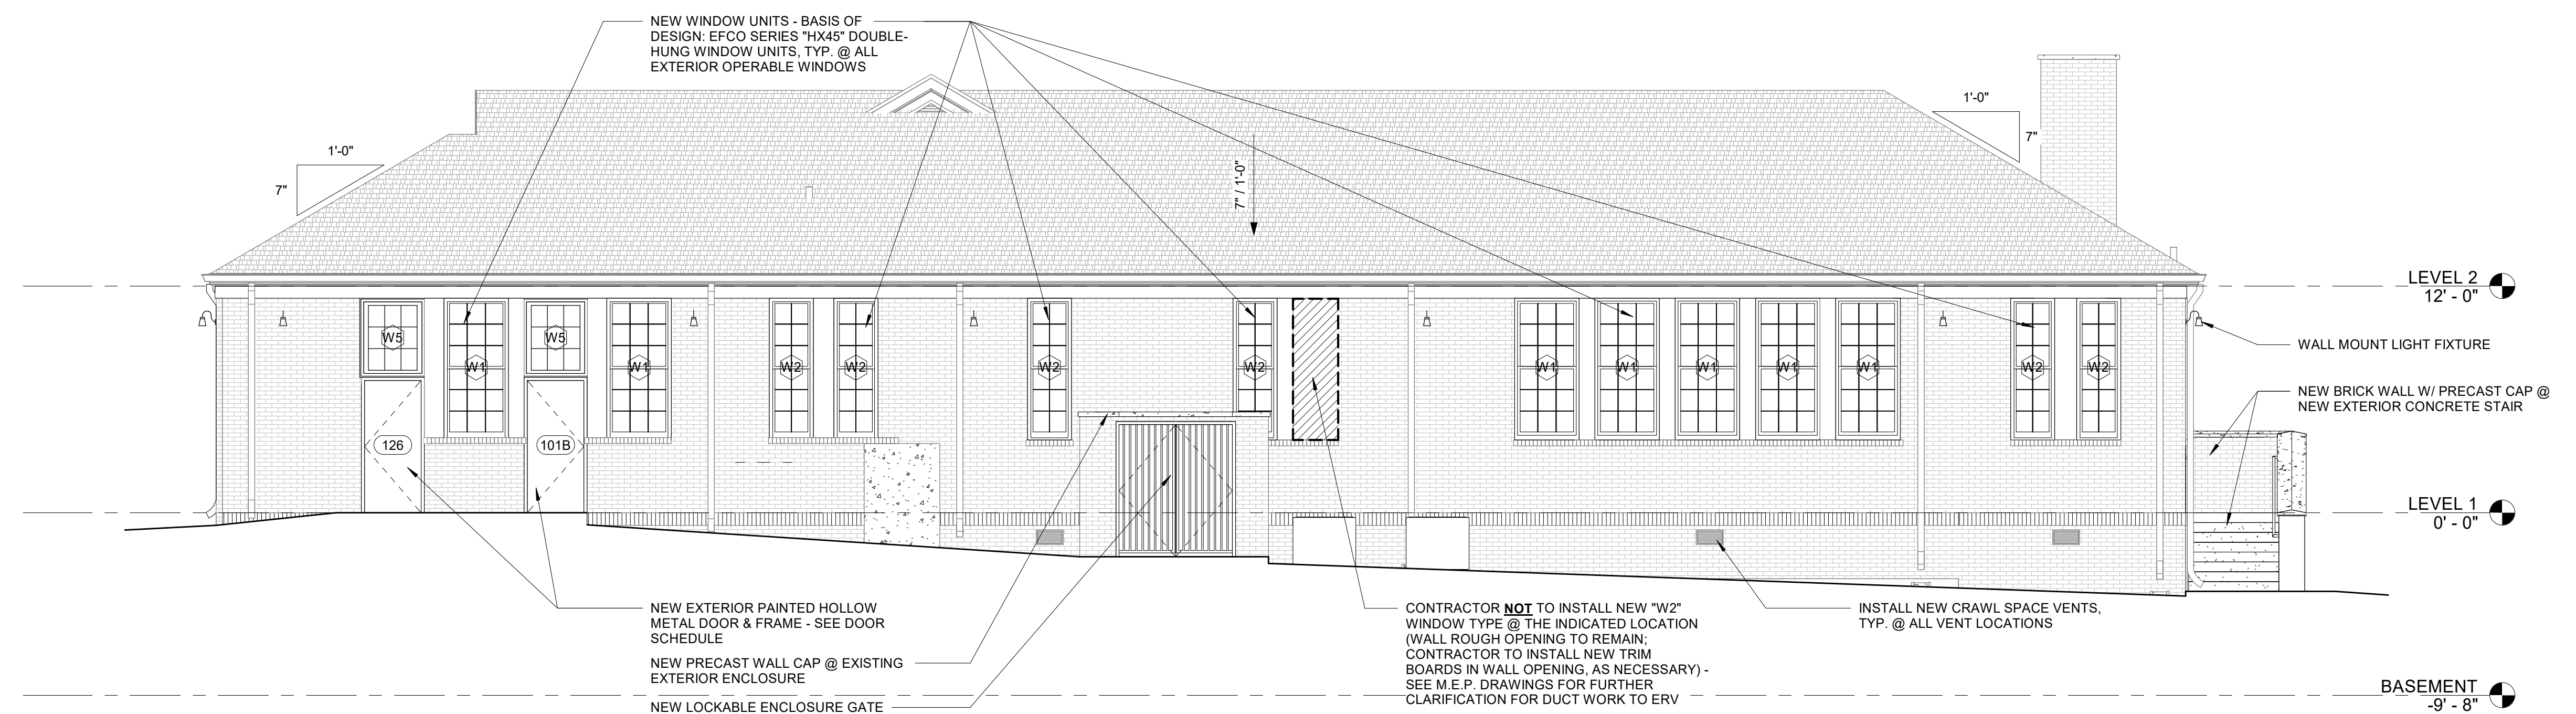 NEW WINDOW UNITS - BASIS OF
DESIGN: EFCO SERIES "HX45" DOUBLE-
HUNG WINDOW UNITS, TYP. @ ALL
EXTERIOR OPERABLE WINDOWS
1'-0"
7"
1'-0"
7"
7" / 1'-0"
LEVEL 2
12' - 0"
WALL MOUNT LIGHT FIXTURE
NEW BRICK WALL W/ PRECAST CAP @
NEW EXTERIOR CONCRETE STAIR
W5
W1
W5
W1
W2
W2
W2
W2
W1
W1
W1
W1
W1
W2
W2
126
101B
LEVEL 1
0' - 0"
NEW EXTERIOR PAINTED HOLLOW
METAL DOOR & FRAME - SEE DOOR
SCHEDULE
NEW PRECAST WALL CAP @ EXISTING
EXTERIOR ENCLOSURE
NEW LOCKABLE ENCLOSURE GATE
CONTRACTOR NOT TO INSTALL NEW "W2"
WINDOW TYPE @ THE INDICATED LOCATION
(WALL ROUGH OPENING TO REMAIN;
CONTRACTOR TO INSTALL NEW TRIM
BOARDS IN WALL OPENING, AS NECESSARY) -
SEE M.E.P. DRAWINGS FOR FURTHER
CLARIFICATION FOR DUCT WORK TO ERV
INSTALL NEW CRAWL SPACE VENTS,
TYP. @ ALL VENT LOCATIONS
BASEMENT
-9' - 8"